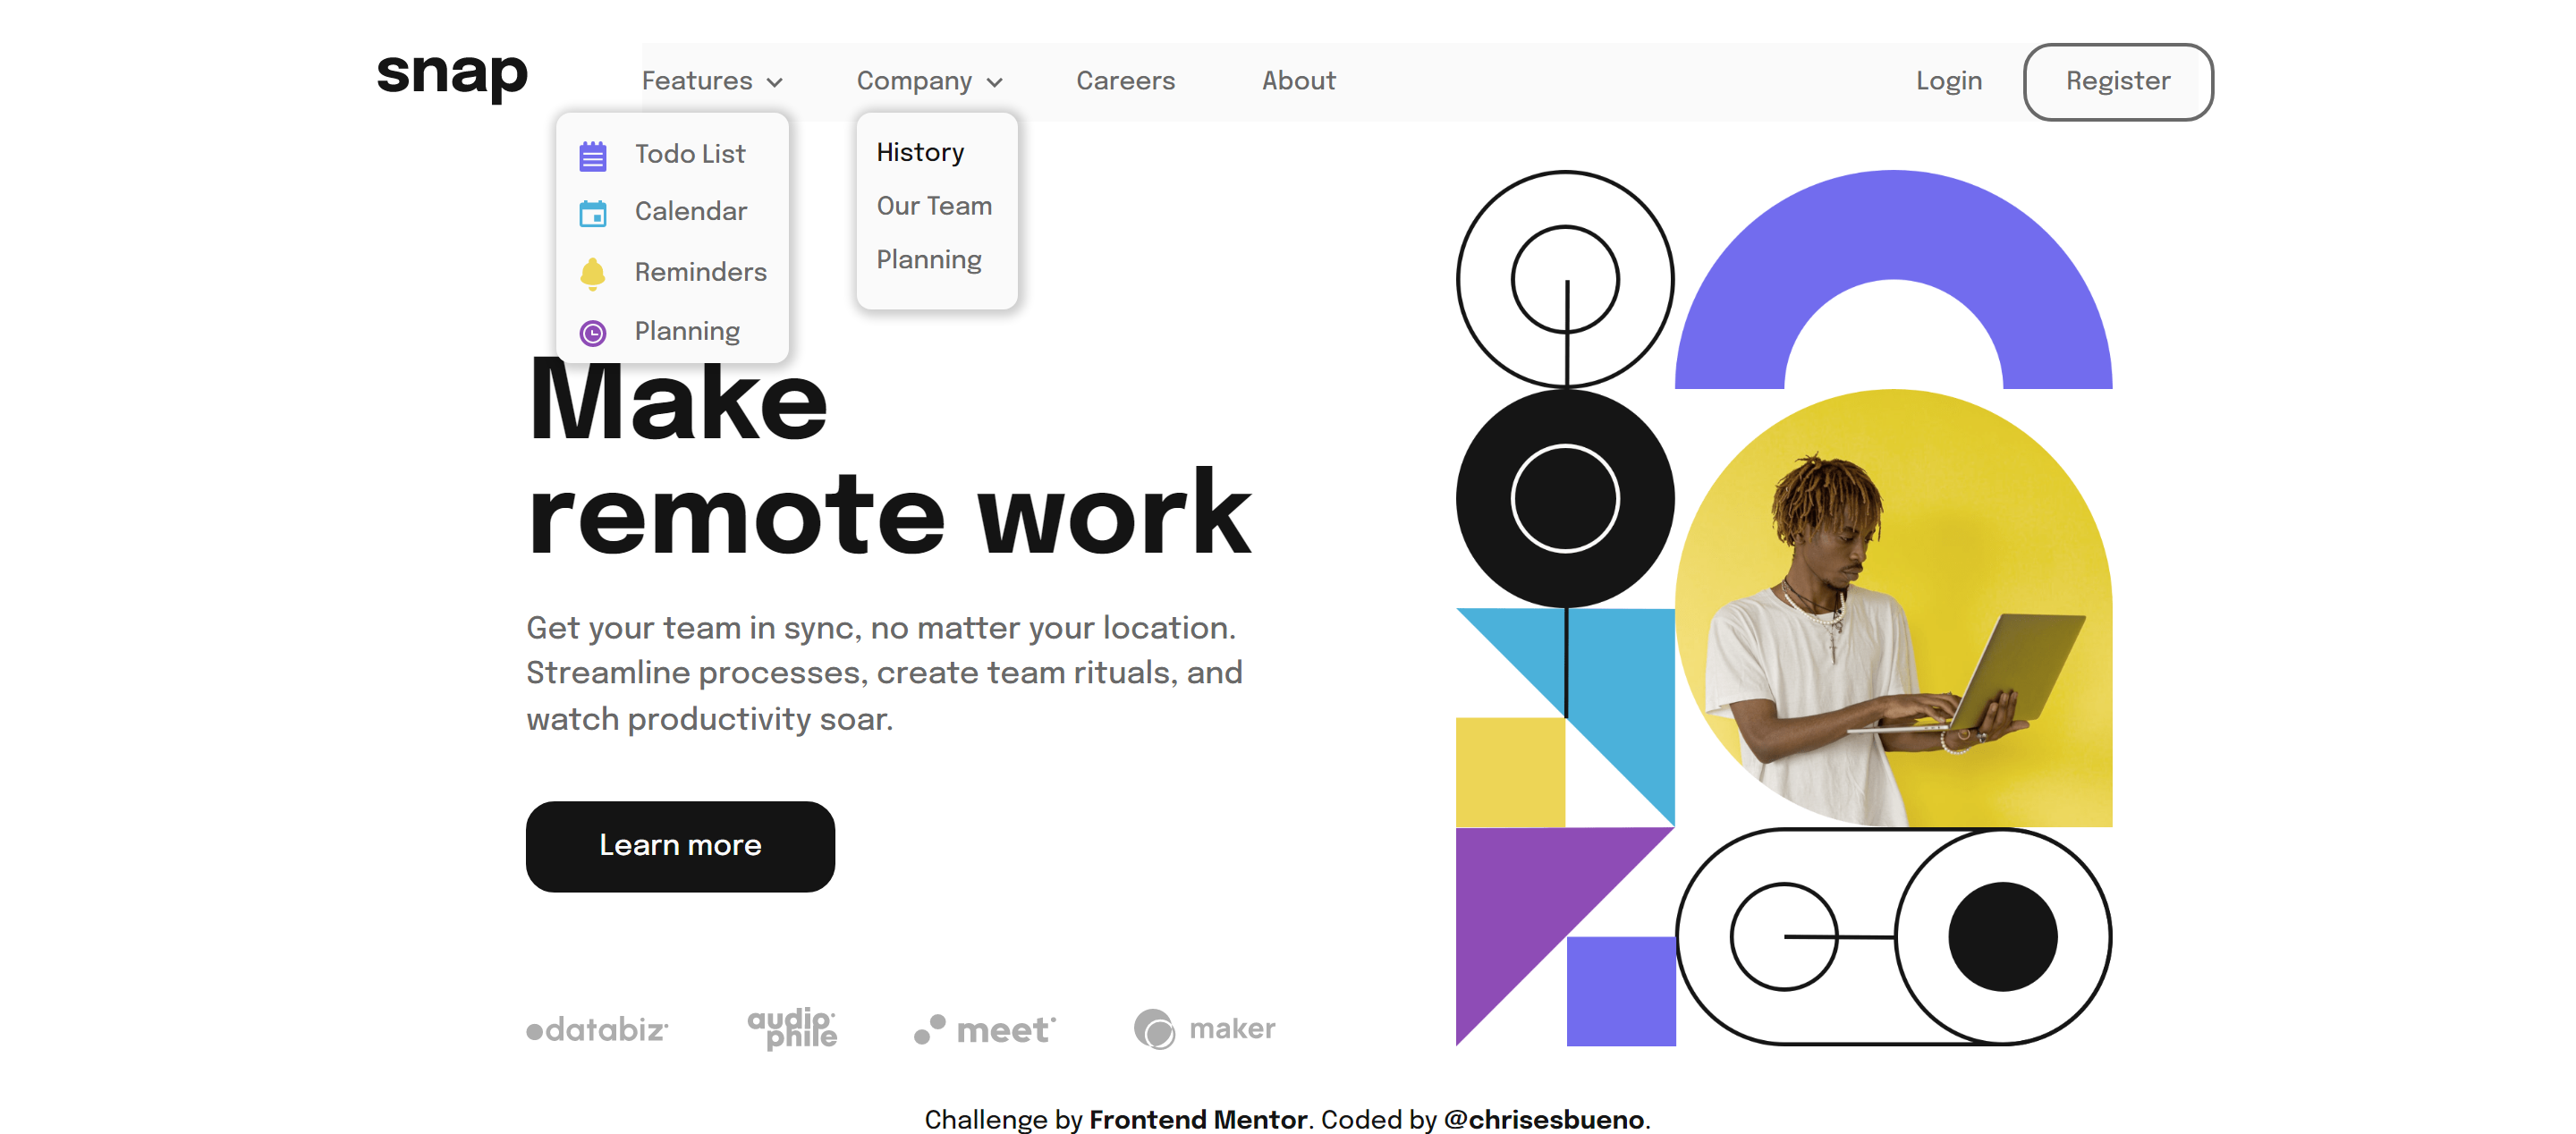 snap
Features
Company
Careers
About
Login
Register
Todo List
Calendar
Reminders
Planning
History
Our Team
Planning
Make
remote work
Get your team in sync, no matter your location.
Streamline processes, create team rituals, and
watch productivity soar.
Learn more
databiz
audiophile
meet
maker
Challenge by Frontend Mentor. Coded by @chrisesbueno.